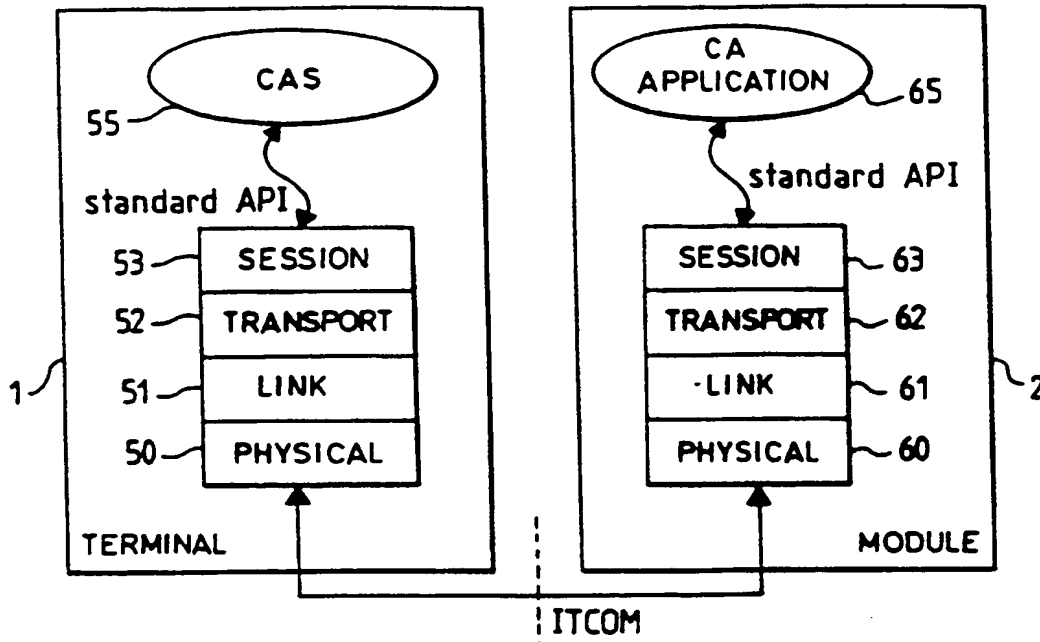 CAS
55
standard API
53
SESSION
52
TRANSPORT
51
LINK
50
PHYSICAL
1
TERMINAL
CA
APPLICATION
65
standard API
SESSION
63
TRANSPORT
62
LINK
61
PHYSICAL
60
2
MODULE
ITCOM